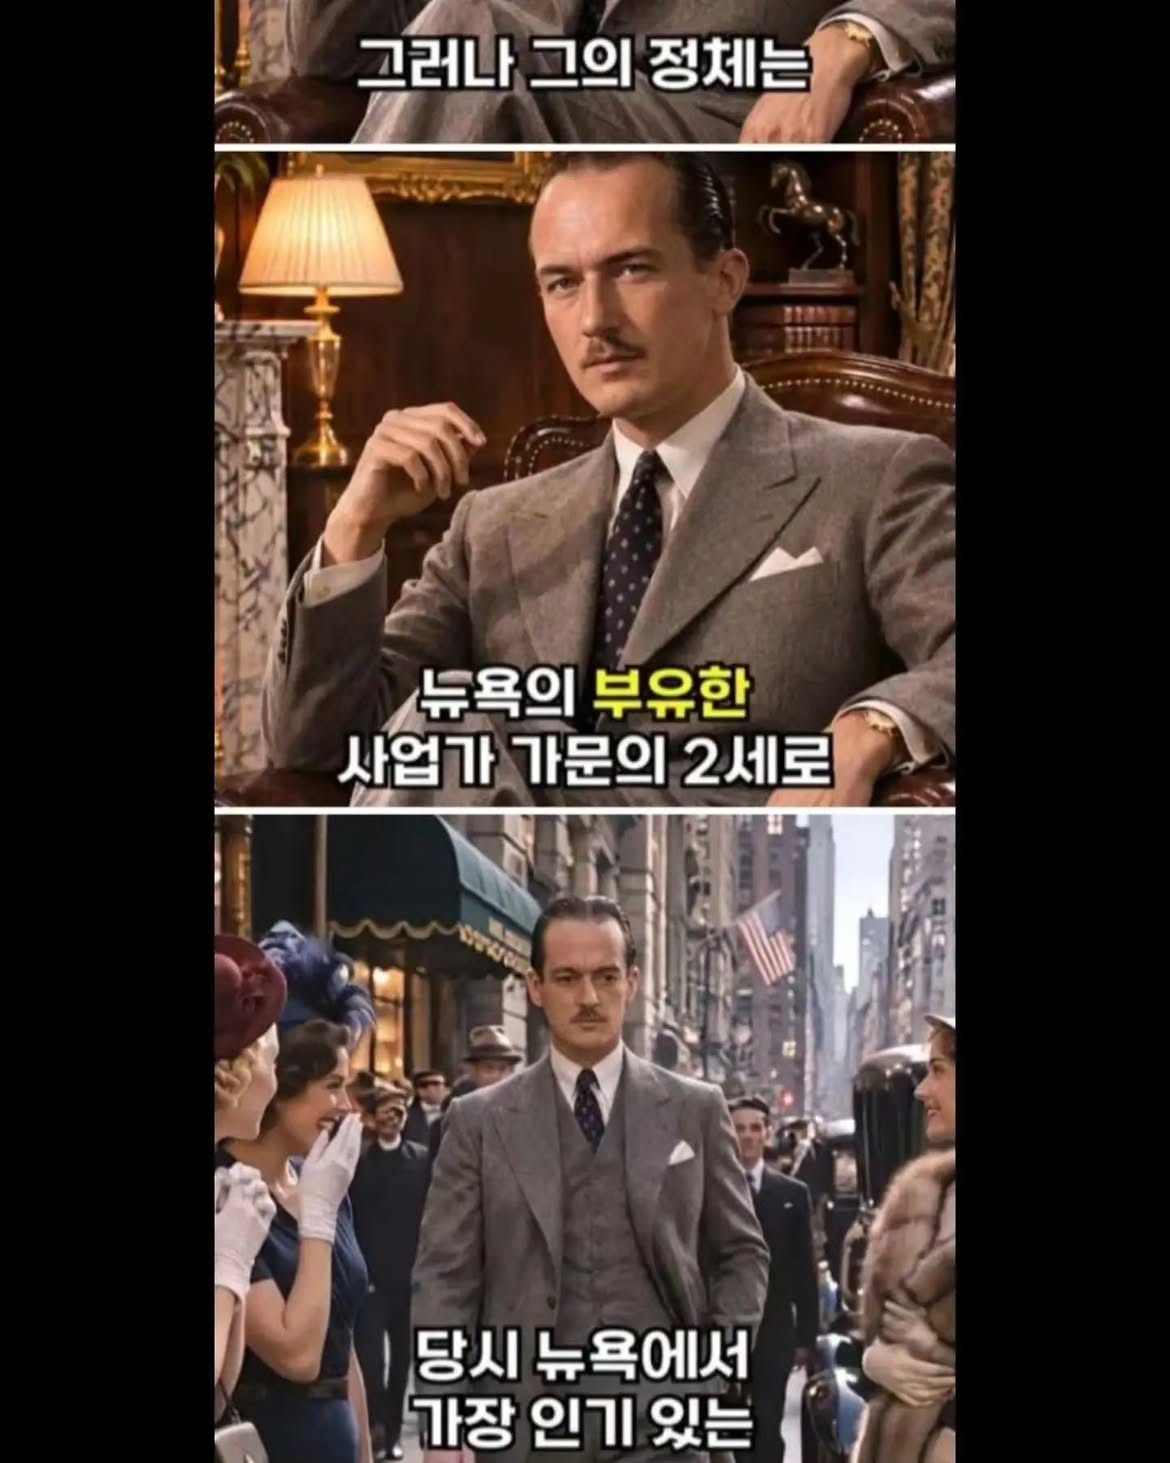 그러나 그의 정체는
뉴욕의 부유한
사업가 가문의 2세로
당시 뉴욕에서
가장 인기 있는